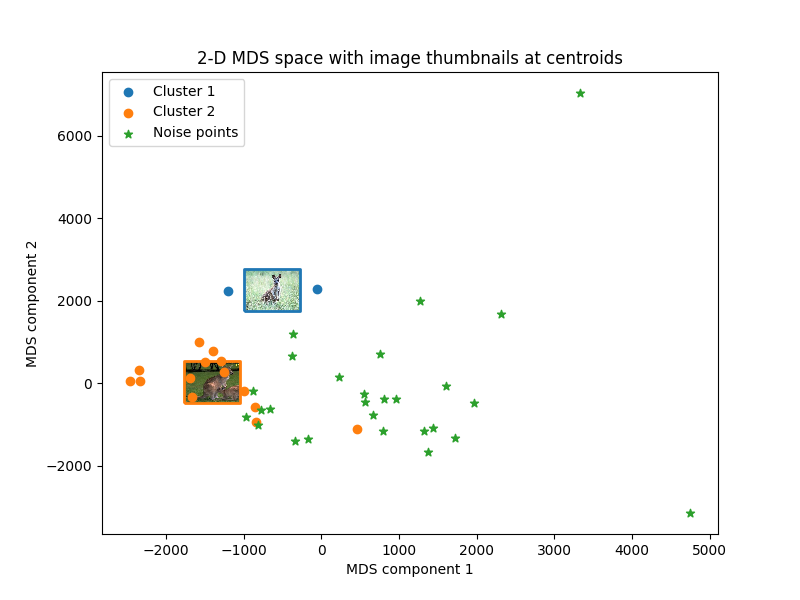 2-D MDS space with image thumbnails at centroids
Cluster 1
Cluster 2
Noise points
6000
4000
2000
0
−2000
MDS component 2
−2000
−1000
0
1000
2000
3000
4000
5000
MDS component 1